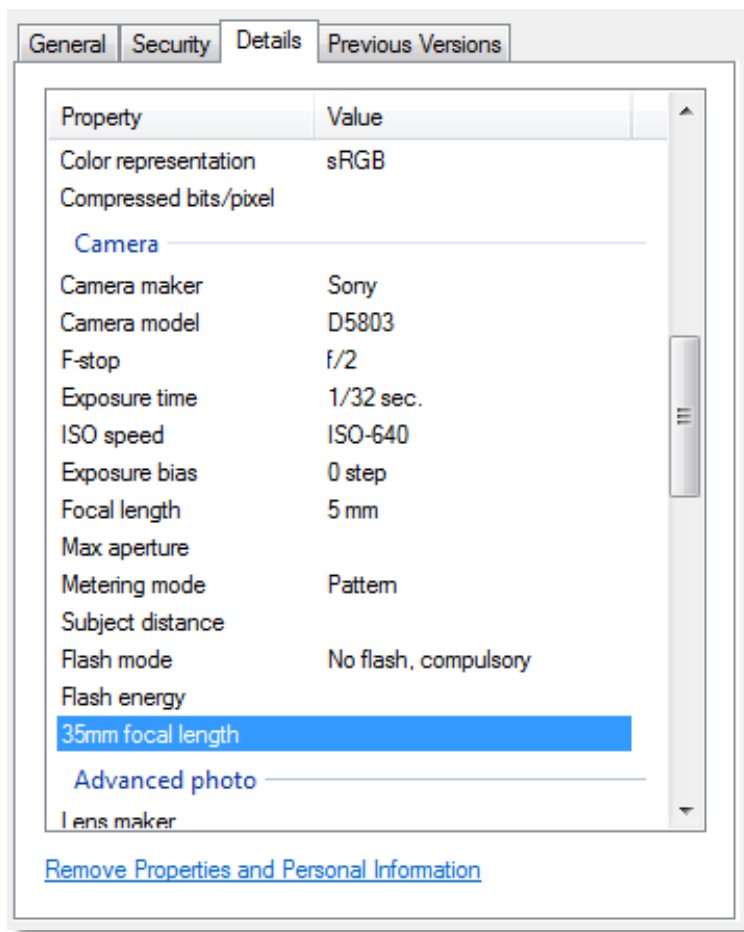 General Security Details Previous Versions
Property Value
Color representation sRGB
Compressed bits/pixel
Camera
Camera maker Sony
Camera model D5803
F-stop f/2
Exposure time 1/32 sec.
ISO speed ISO-640
Exposure bias 0 step
Focal length 5 mm
Max aperture
Metering mode Pattern
Subject distance
Flash mode No flash, compulsory
Flash energy
35mm focal length
Advanced photo
Lens maker
Remove Properties and Personal Information